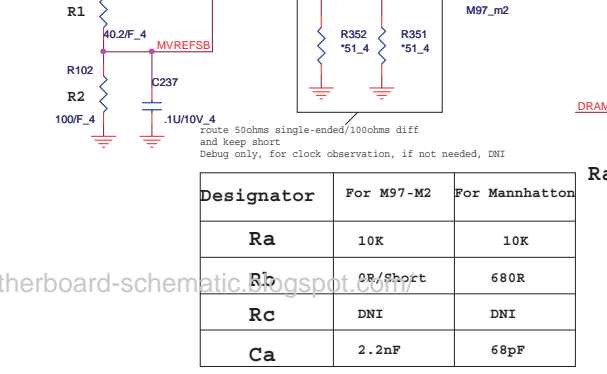 M97_m2
R1
40.2/F_4
MVREFSB
R352
*51_4
R351
*51_4
R102
R2
100/F_4
C237
.1U/10V_4
route 50ohms single-ended/100ohms diff
and keep short
Debug only, for clock observation, if not needed, DNI
DRAM
Ra
Designator For M97-M2 For Mannhatton
Ra 10K 10K
Rb 0R/Short 680R
therboard-schematic.blogspot.com/
Rc DNI DNI
Ca 2.2nF 68pF